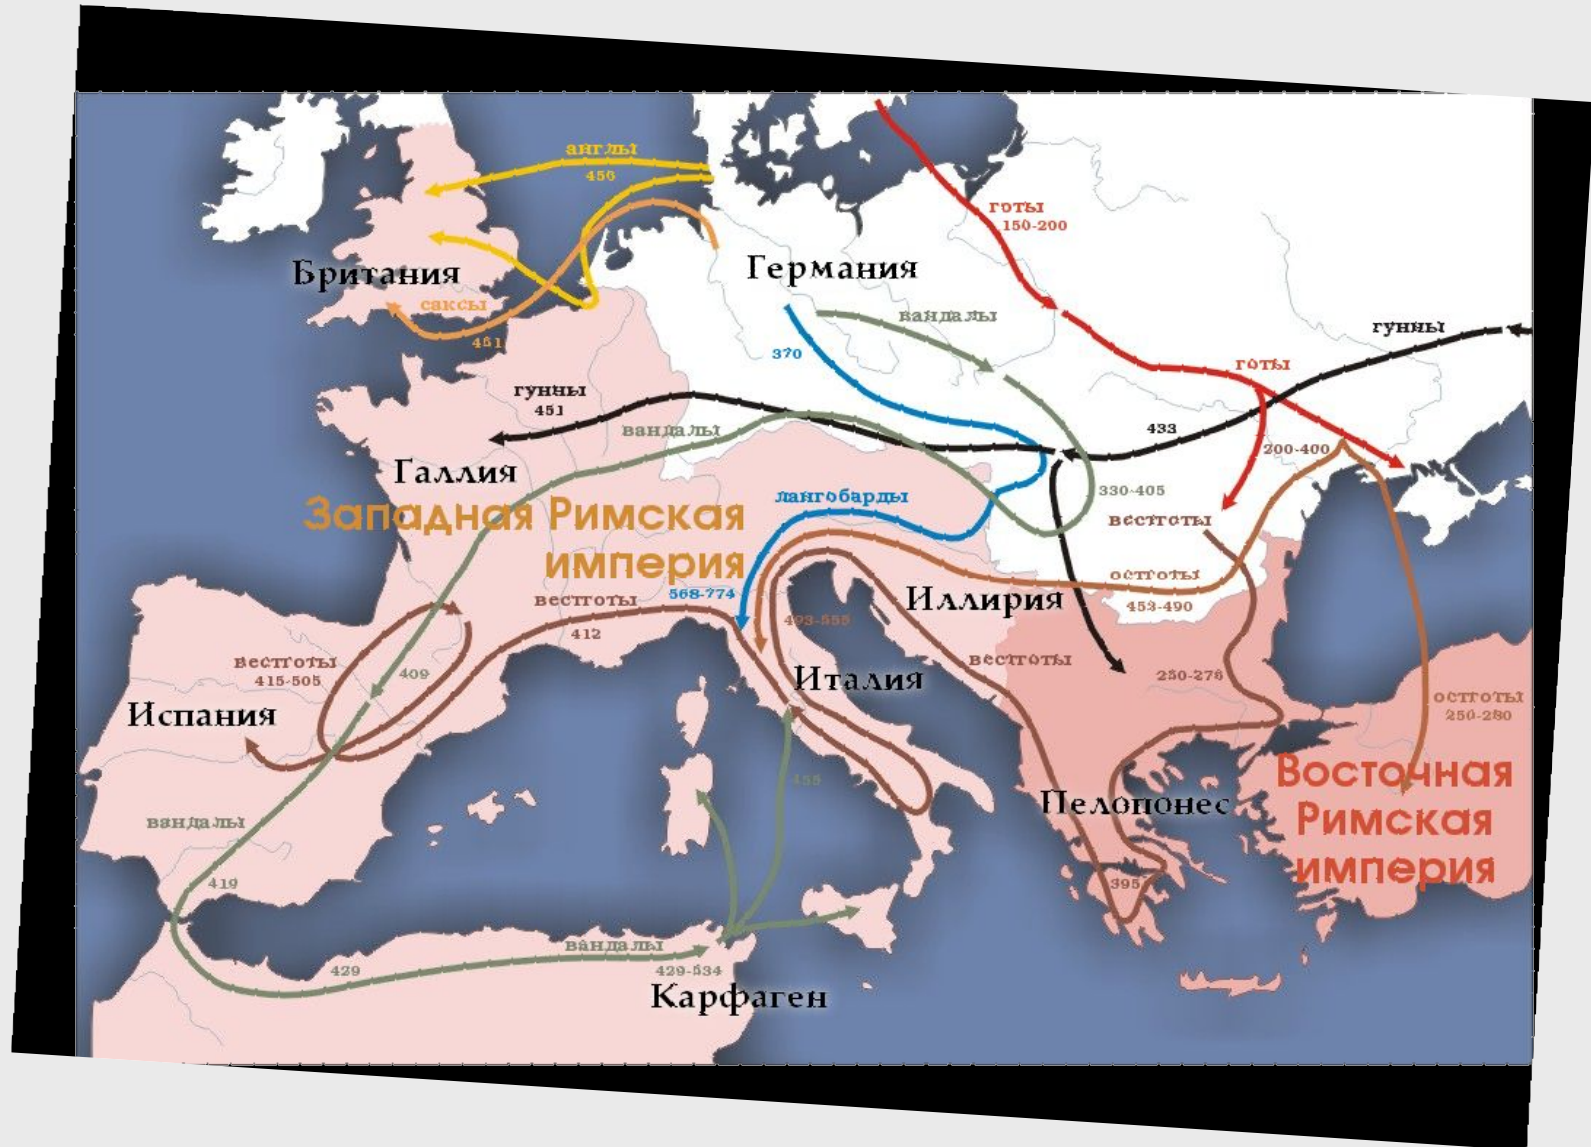 англы
456
готы
150-200
Британия
Германия
саксы
451
вандалы
гунны
370
готы
гунны
451
вандалы
433
200-400
Галлия
330-405
лангобарды
вестготы
Западная Римская
империя
остготы
453-490
568-774
вестготы
412
493-555
Иллирия
вестготы
415-505
409
вестготы
250-276
Италия
остготы
250-280
Испания
455
Восточная
Римская
империя
Пелопонес
вандалы
419
395
вандалы
429
429-534
Карфаген